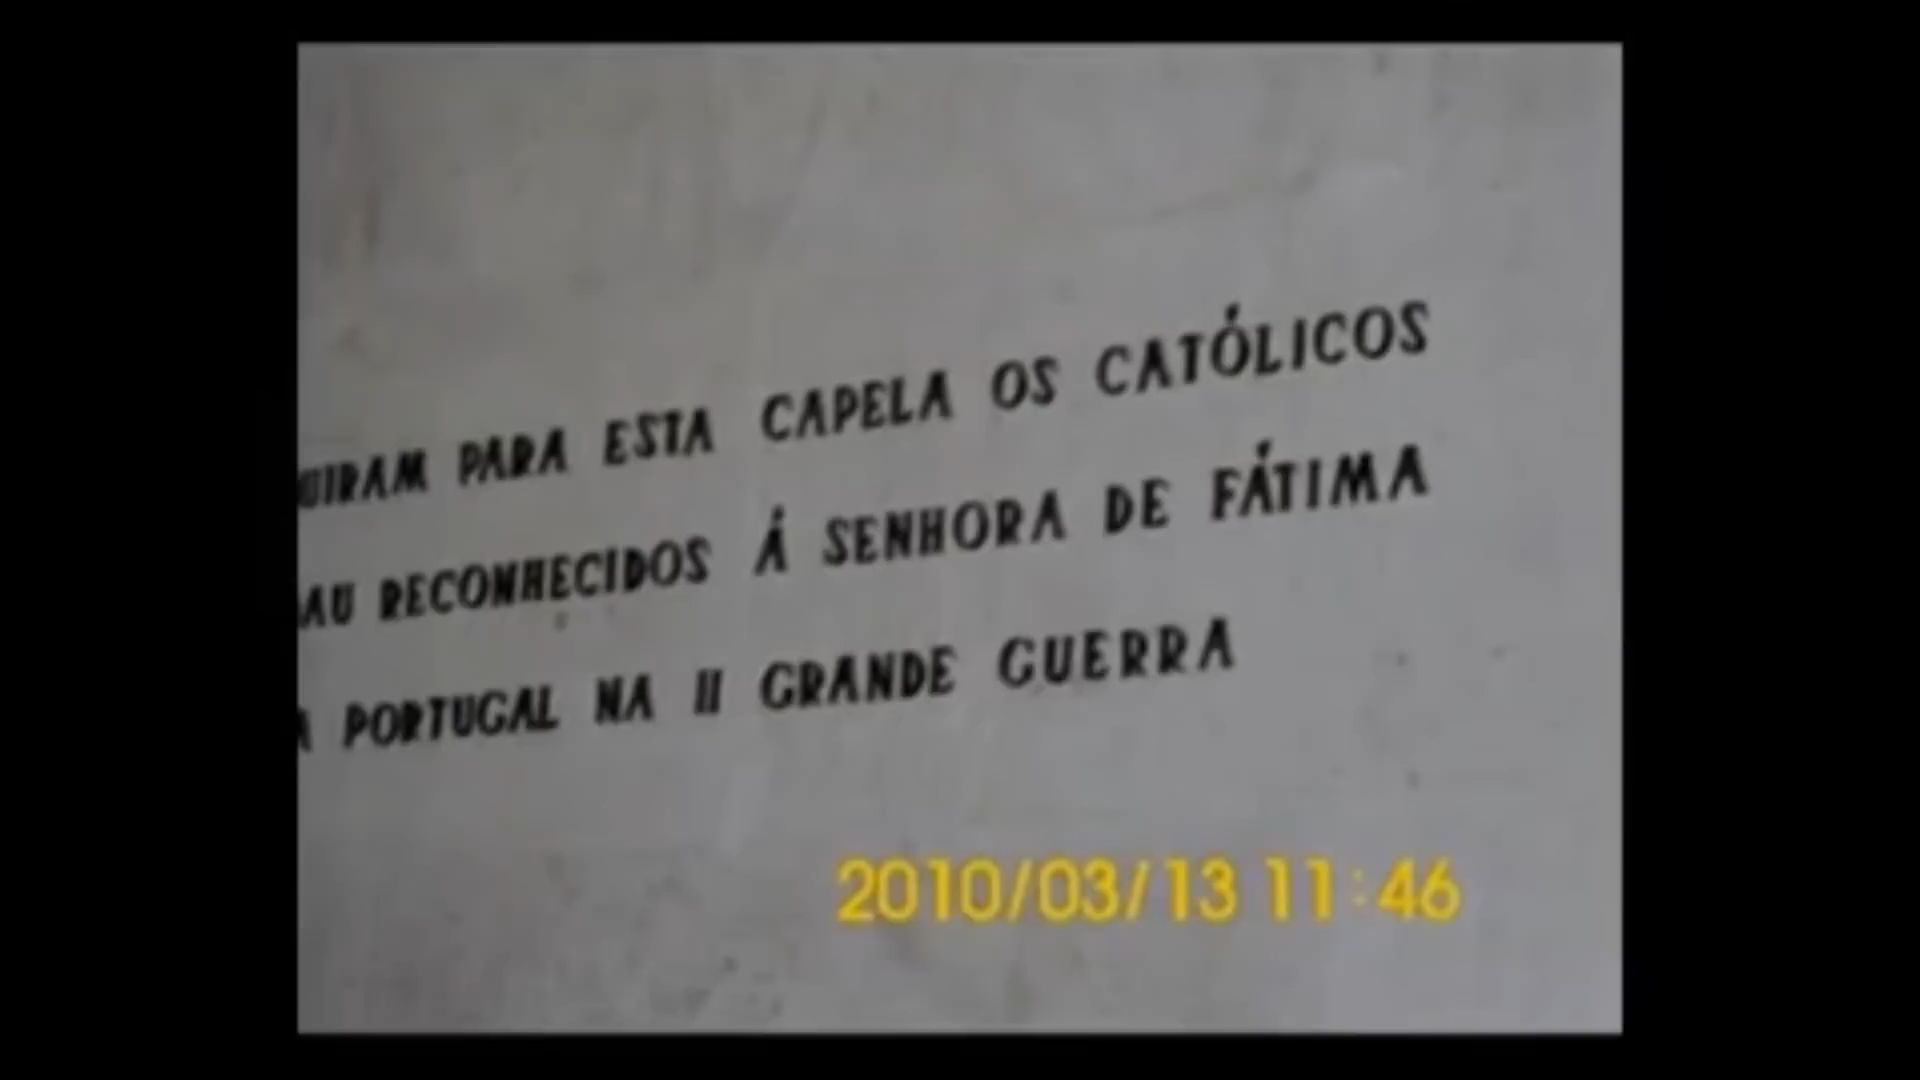 UIRAM PARA ESTA CAPELA OS CATÓLICOS
AU RECONHECIDOS Á SENHORA DE FÁTIMA
A PORTUGAL NA II GRANDE GUERRA
2010/03/13 11:46